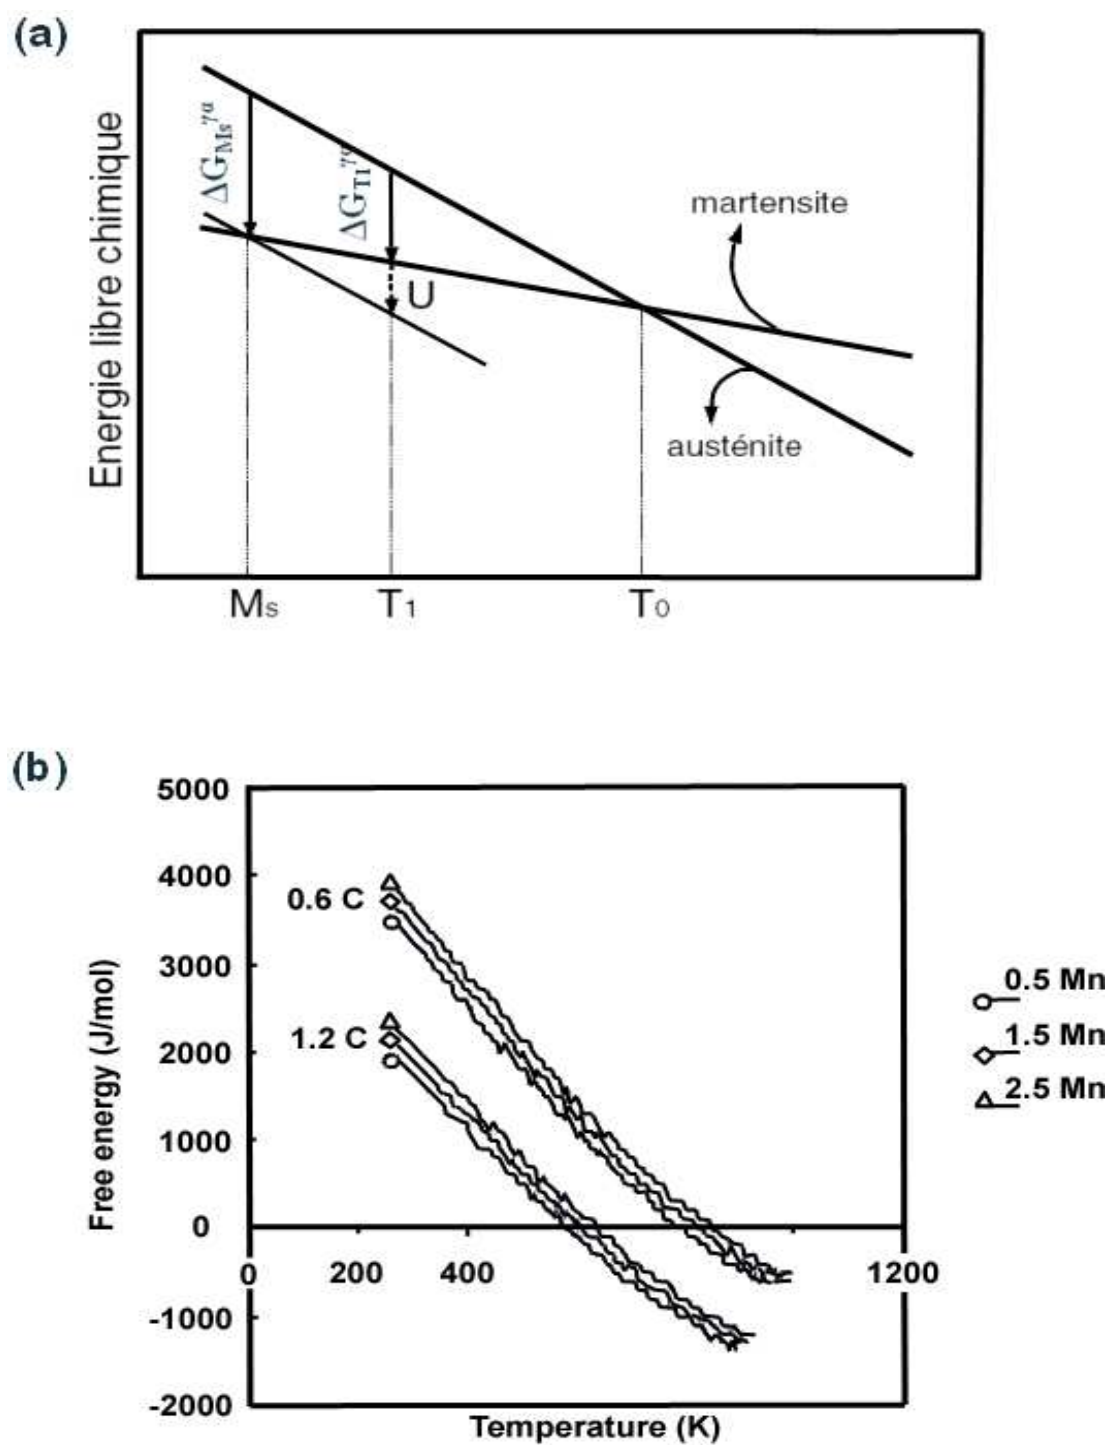 (a)
Energie libre chimique
ΔG_Ms^γα
ΔG_T1^γα
U
martensite
austénite
Ms
T1
T0
(b)
5000
4000
3000
2000
1000
0
-1000
-2000
0.6 C
1.2 C
0
200
400
1200
Free energy (J/mol)
Temperature (K)
0.5 Mn
1.5 Mn
2.5 Mn